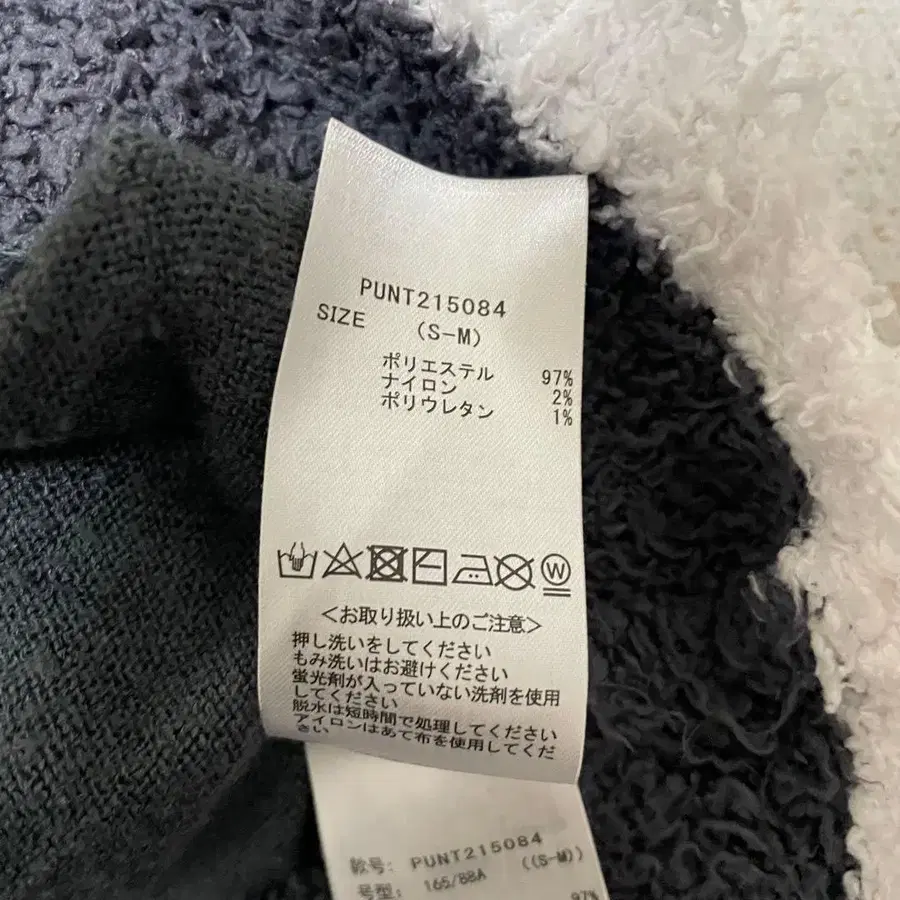 PUNT215084
SIZE (S-M)
ポリエステル 97%
ナイロン 2%
ポリウレタン 1%
W
<お取り扱い上のご注意>
押し洗いをしてください
もみ洗いはお避けください
蛍光剤が入っていない洗剤を使用
してください
脱水は短時間で処理してください
アイロンはあて布を使用してくだ
さい
款号: PUNT215084
号型: 165/88A ((S-M))
97%